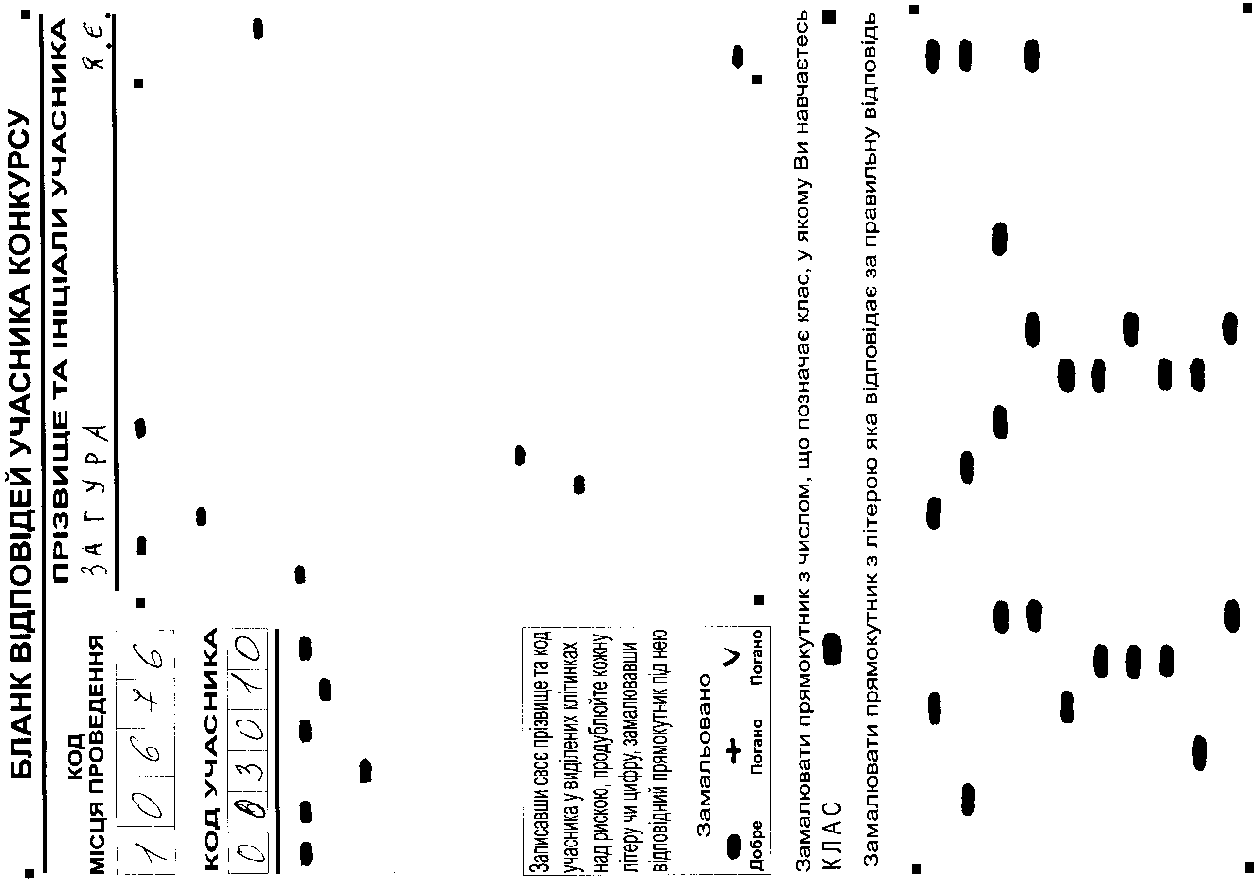 БЛАНК ВІДПОВІДЕЙ УЧАСНИКА КОНКУРСУ
ПРІЗВИЩЕ ТА ІНІЦІАЛИ УЧАСНИКА
ЗАГУРА Я.Є.
КОД
МІСЦЯ ПРОВЕДЕННЯ
1 0 6 7 6
КОД УЧАСНИКА
0 0 3 0 1 0
Записавши своє прізвище та код
учасника у виділених клітинках
над рискою, продублюйте кожну
літеру чи цифру, замалювавши
відповідний прямокутник під нею
Замальовано
Добре Погано Погано
Замалювати прямокутник з числом, що позначає клас, у якому Ви навчаєтесь
КЛАС
Замалювати прямокутник з літерою яка відповідає за правильну відповідь